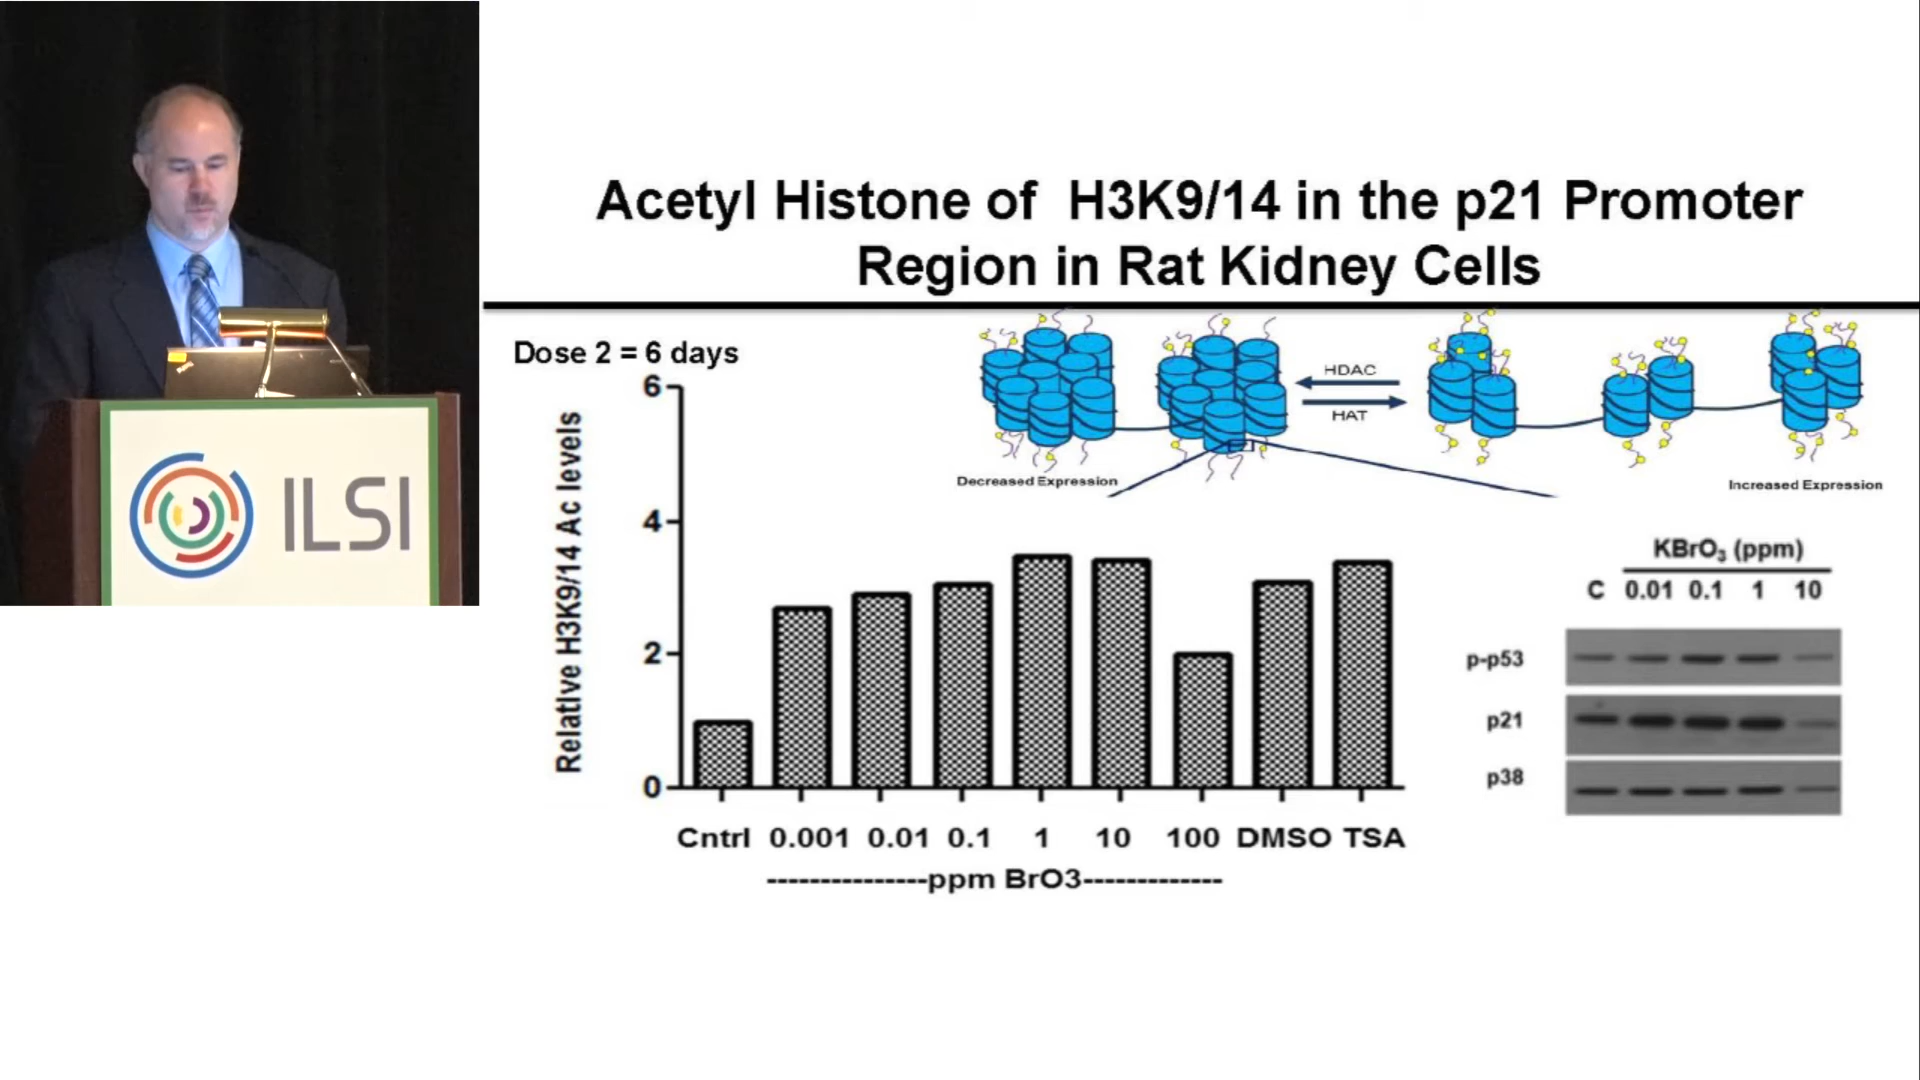 ILSI
Acetyl Histone of H3K9/14 in the p21 Promoter
Region in Rat Kidney Cells
Dose 2 = 6 days
Relative H3K9/14 Ac levels
6
4
2
0
Cntrl 0.001 0.01 0.1 1 10 100 DMSO TSA
---------------ppm BrO3-------------
HDAC
HAT
Decreased Expression
Increased Expression
KBrO₃ (ppm)
C 0.01 0.1 1 10
p-p53
p21
p38